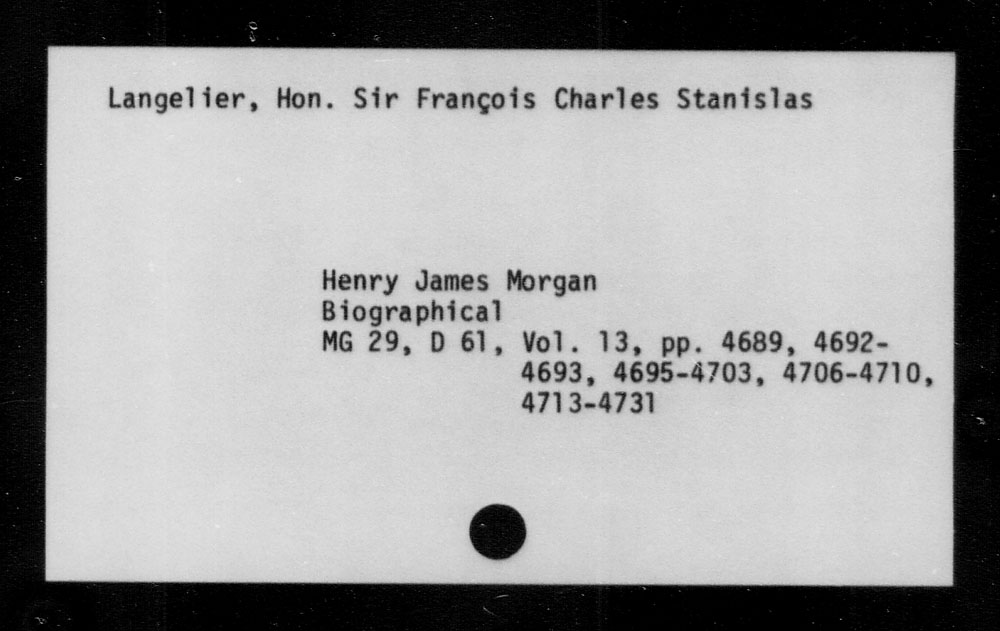 Langelier, Hon. Sir François Charles Stanislas
Henry James Morgan
Biographical
MG 29, D 61, Vol. 13, pp. 4689, 4692-
4693, 4695-4703, 4706-4710,
4713-4731